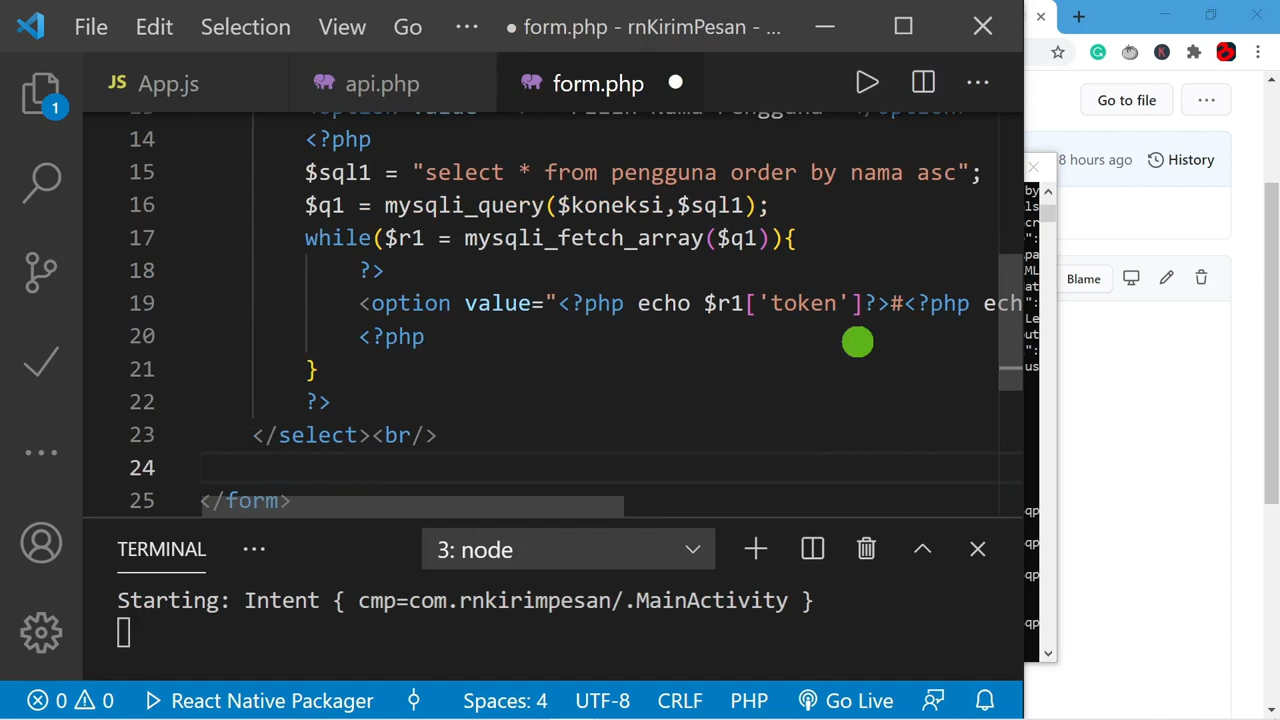 File Edit Selection View Go ··· ● form.php - rnKirimPesan - ...
JS App.js api.php form.php ●
14 <?php
15 $sql1 = "select * from pengguna order by nama asc";
16 $q1 = mysqli_query($koneksi,$sql1);
17 while($r1 = mysqli_fetch_array($q1)){
18 ?>
19 <option value="<?php echo $r1['token']?>#<?php ech
20 <?php
21 }
22 ?>
23 </select><br/>
24
25 </form>
TERMINAL ··· 3: node
Starting: Intent { cmp=com.rnkirimpesan/.MainActivity }
1
0 0 React Native Packager Spaces: 4 UTF-8 CRLF PHP Go Live
Go to file ···
8 hours ago History
Blame